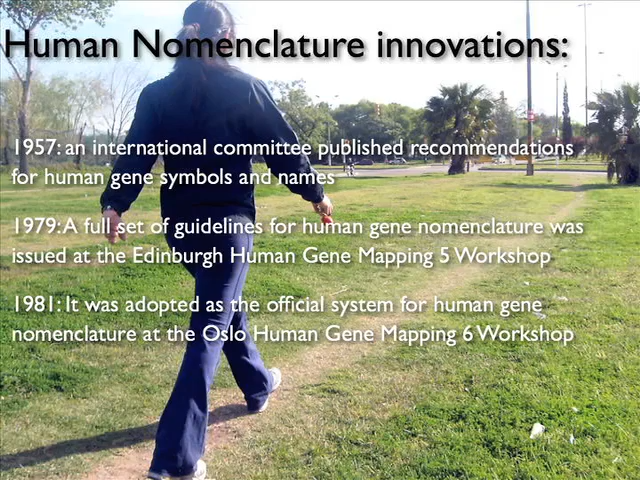 Human Nomenclature innovations:
1957: an international committee published recommendations
for human gene symbols and names
1979: A full set of guidelines for human gene nomenclature was
issued at the Edinburgh Human Gene Mapping 5 Workshop
1981: It was adopted as the official system for human gene
nomenclature at the Oslo Human Gene Mapping 6 Workshop